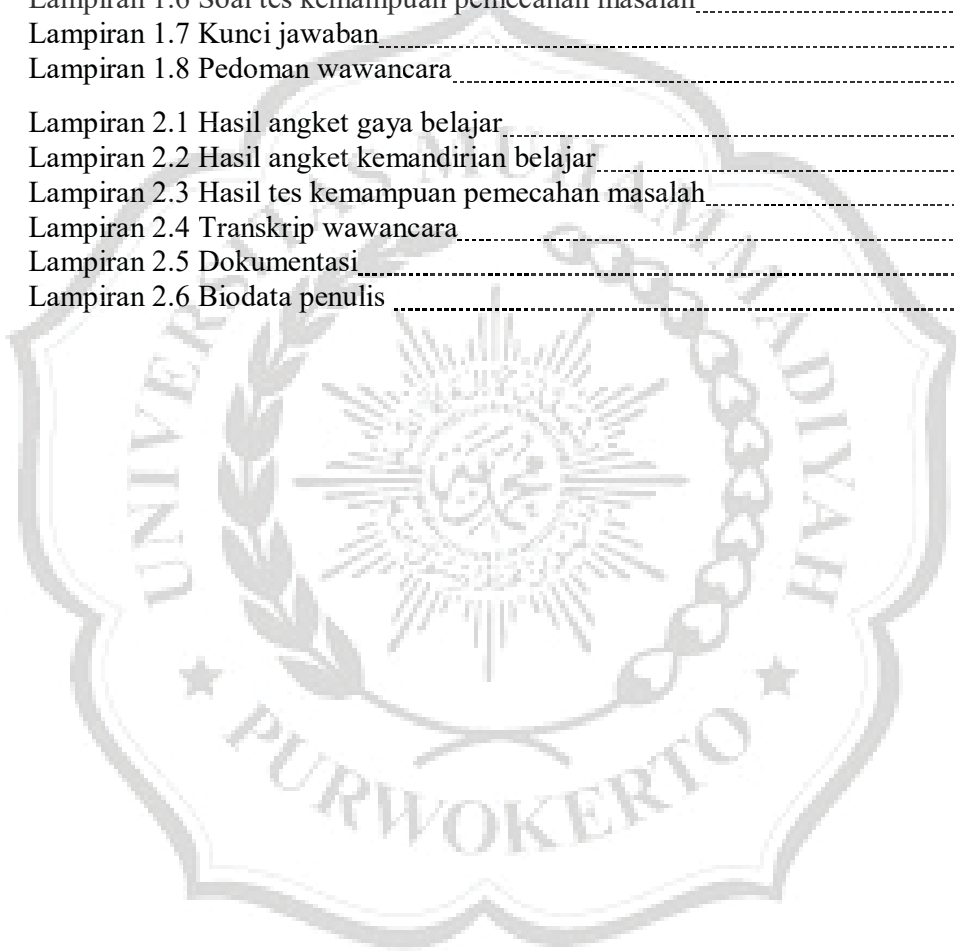 Lampiran 1.6 Soal tes kemampuan pemecahan masalah
Lampiran 1.7 Kunci jawaban
Lampiran 1.8 Pedoman wawancara
Lampiran 2.1 Hasil angket gaya belajar
Lampiran 2.2 Hasil angket kemandirian belajar
Lampiran 2.3 Hasil tes kemampuan pemecahan masalah
Lampiran 2.4 Transkrip wawancara
Lampiran 2.5 Dokumentasi
Lampiran 2.6 Biodata penulis
UNIVERSITAS MUHAMMADIYAH
PURWOKERTO